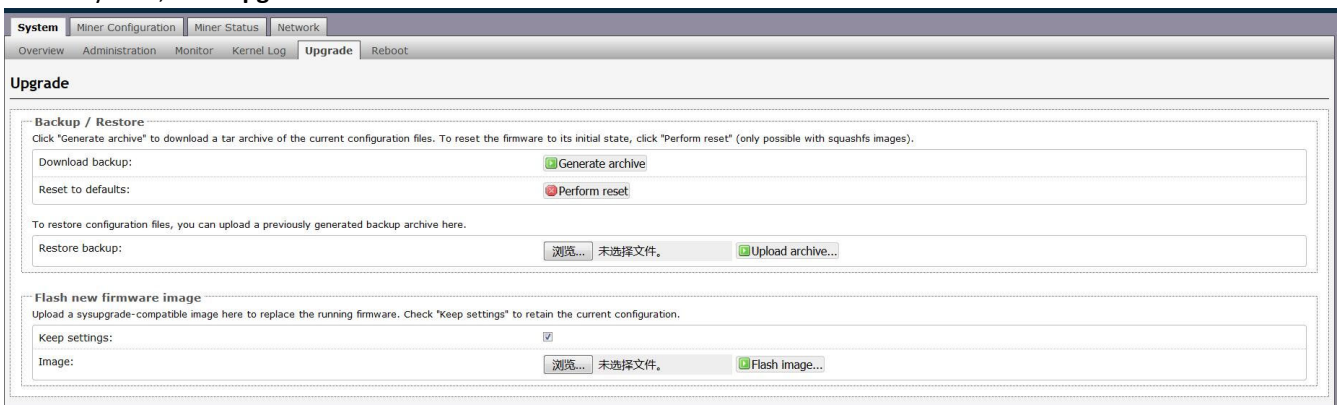 System Miner Configuration Miner Status Network
Overview Administration Monitor Kernel Log Upgrade Reboot
Upgrade
Backup / Restore
Click "Generate archive" to download a tar archive of the current configuration files. To reset the firmware to its initial state, click "Perform reset" (only possible with squashfs images).
Download backup: Generate archive
Reset to defaults: Perform reset
To restore configuration files, you can upload a previously generated backup archive here.
Restore backup: 浏览... 未选择文件。 Upload archive...
Flash new firmware image
Upload a sysupgrade-compatible image here to replace the running firmware. Check "Keep settings" to retain the current configuration.
Keep settings:
Image: 浏览... 未选择文件。 Flash image...